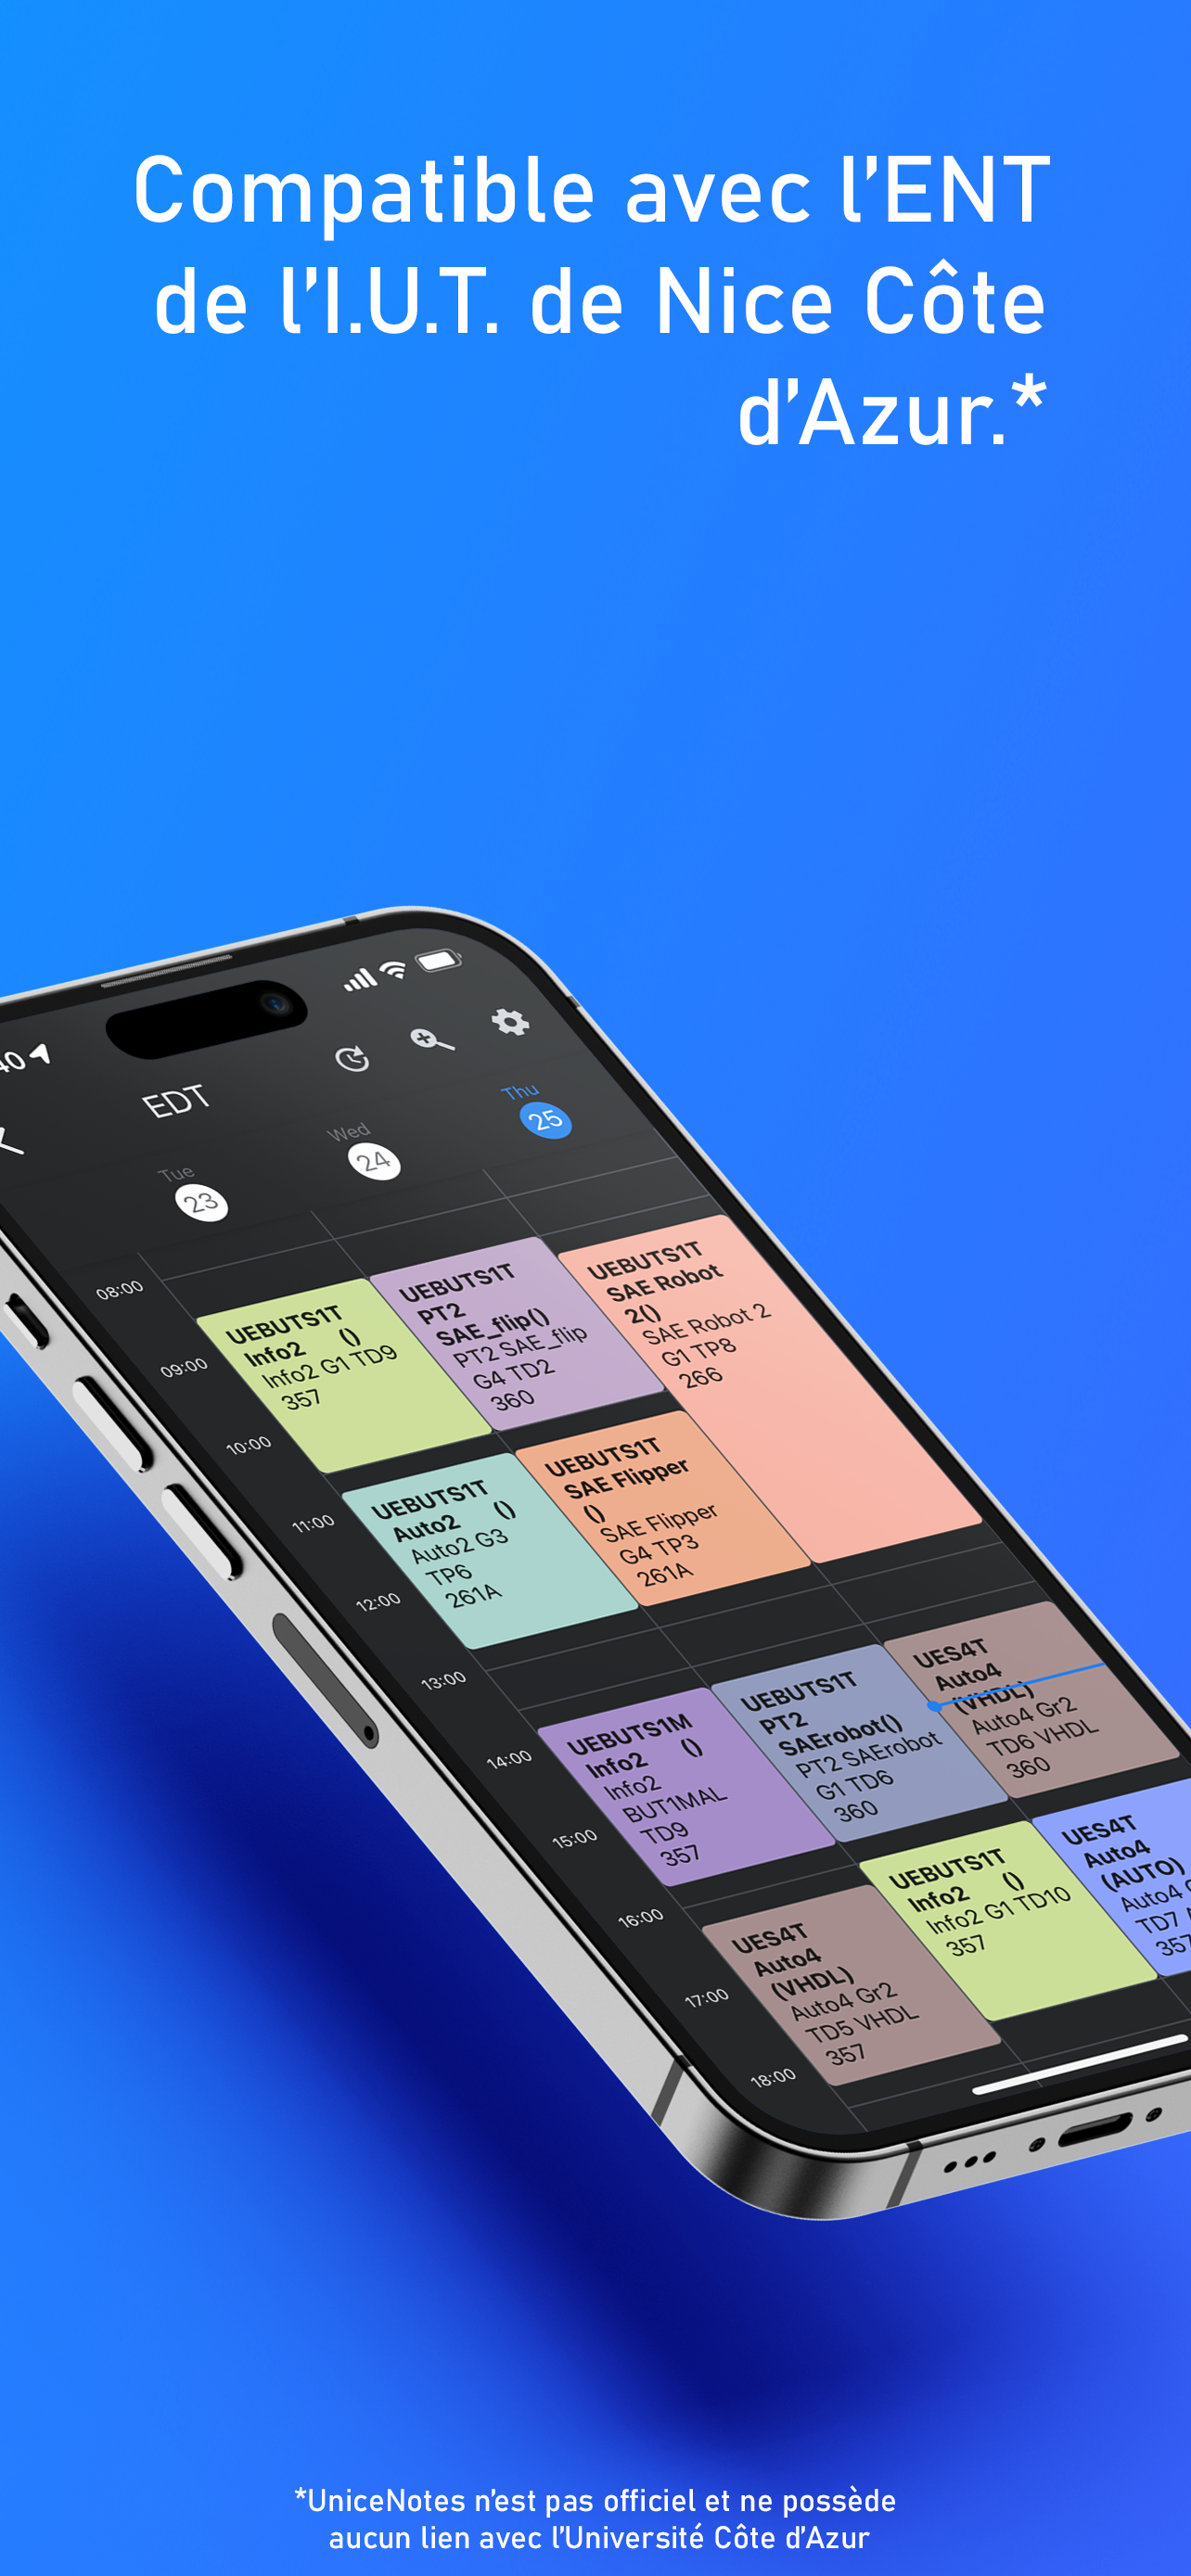 Compatible avec l’ENT
de l’I.U.T. de Nice Côte
d’Azur.*
EDT
Tue
23
Wed
24
Thu
25
08:00
09:00
10:00
11:00
12:00
13:00
14:00
15:00
16:00
17:00
18:00
UEBUTS1T
Info2 ()
Info2 G1 TD9
357
UEBUTS1T
PT2
SAE_flip()
PT2 SAE_flip
G4 TD2
360
UEBUTS1T
SAE Robot
2()
SAE Robot 2
G1 TP8
266
UEBUTS1T
Auto2 ()
Auto2 G3
TP6
261A
UEBUTS1T
SAE Flipper
()
SAE Flipper
G4 TP3
261A
UEBUTS1M
Info2 ()
Info2
BUT1MAL
TD9
357
UEBUTS1T
PT2
SAErobot()
PT2 SAErobot
G1 TD6
360
UES4T
Auto4
(VHDL)
Auto4 Gr2
TD6 VHDL
360
UES4T
Auto4
(VHDL)
Auto4 Gr2
TD5 VHDL
357
UEBUTS1T
Info2 ()
Info2 G1 TD10
357
UES4T
Auto4
(AUTO)
Auto4
TD7
357
*UniceNotes n’est pas officiel et ne possède
aucun lien avec l’Université Côte d’Azur